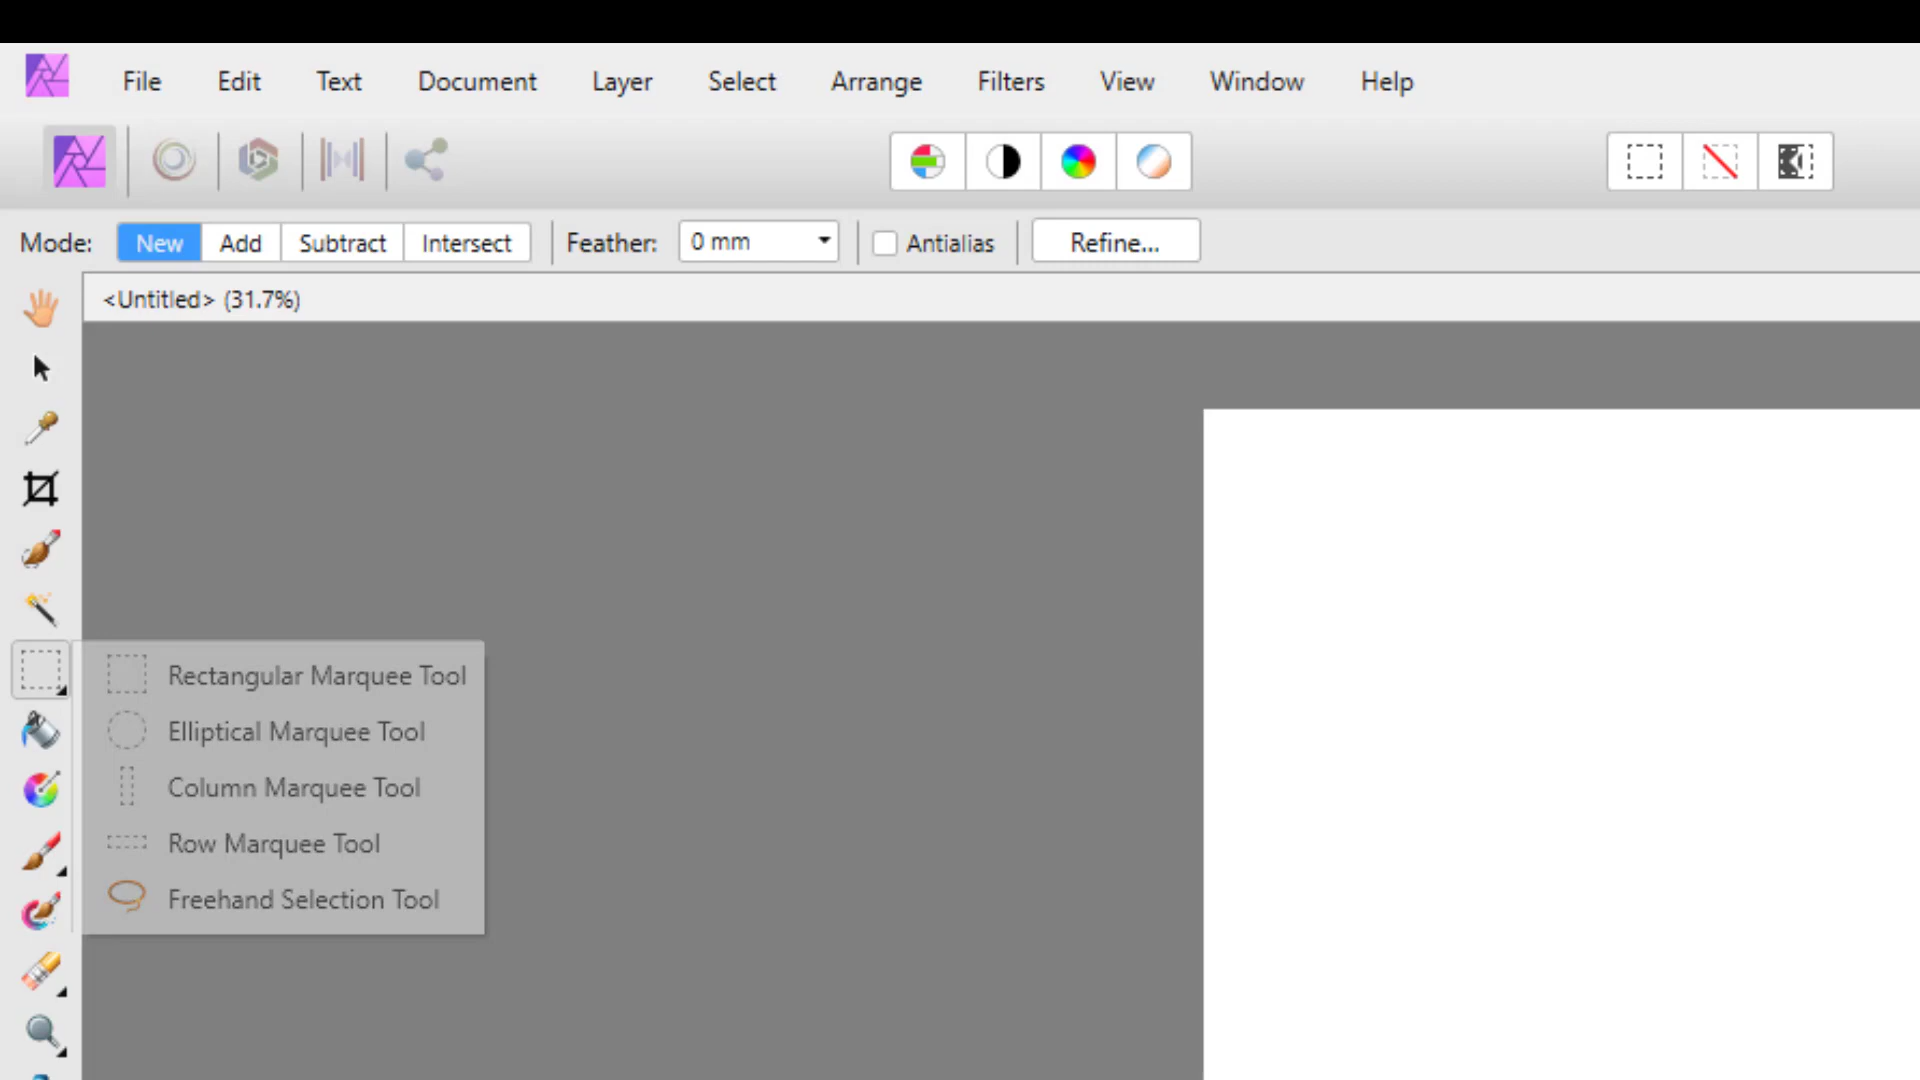 File Edit Text Document Layer Select Arrange Filters View Window Help
Mode: New Add Subtract Intersect Feather: 0 mm Antialias Refine...
<Untitled> (31.7%)
Rectangular Marquee Tool
Elliptical Marquee Tool
Column Marquee Tool
Row Marquee Tool
Freehand Selection Tool